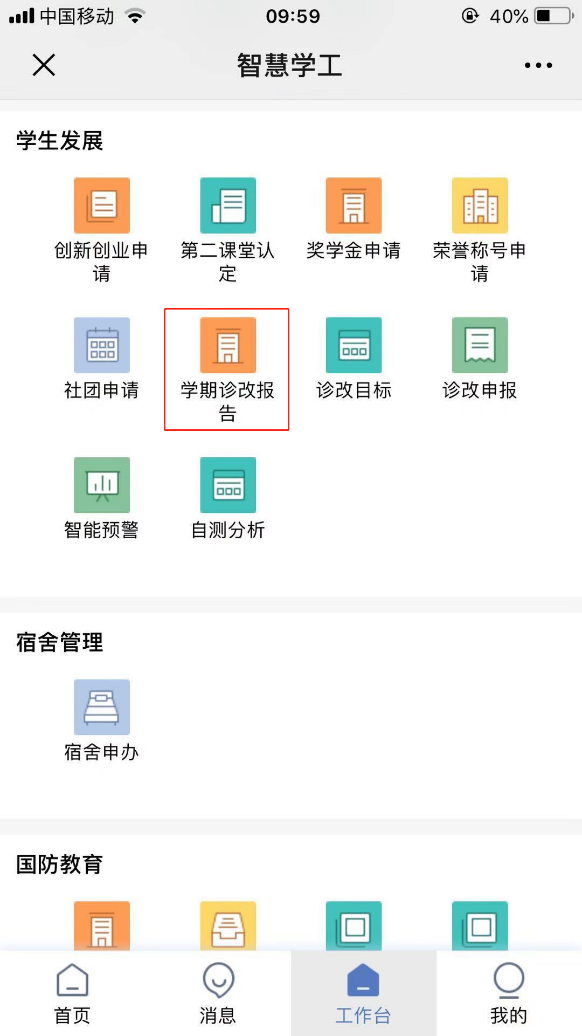 中国移动 09:59 40%
智慧学工
学生发展
创新创业申 第二课堂认 奖学金申请 荣誉称号申
请 定 请
社团申请 学期诊改报 诊改目标 诊改申报
告
智能预警 自测分析
宿舍管理
宿舍申办
国防教育
首页 消息 工作台 我的